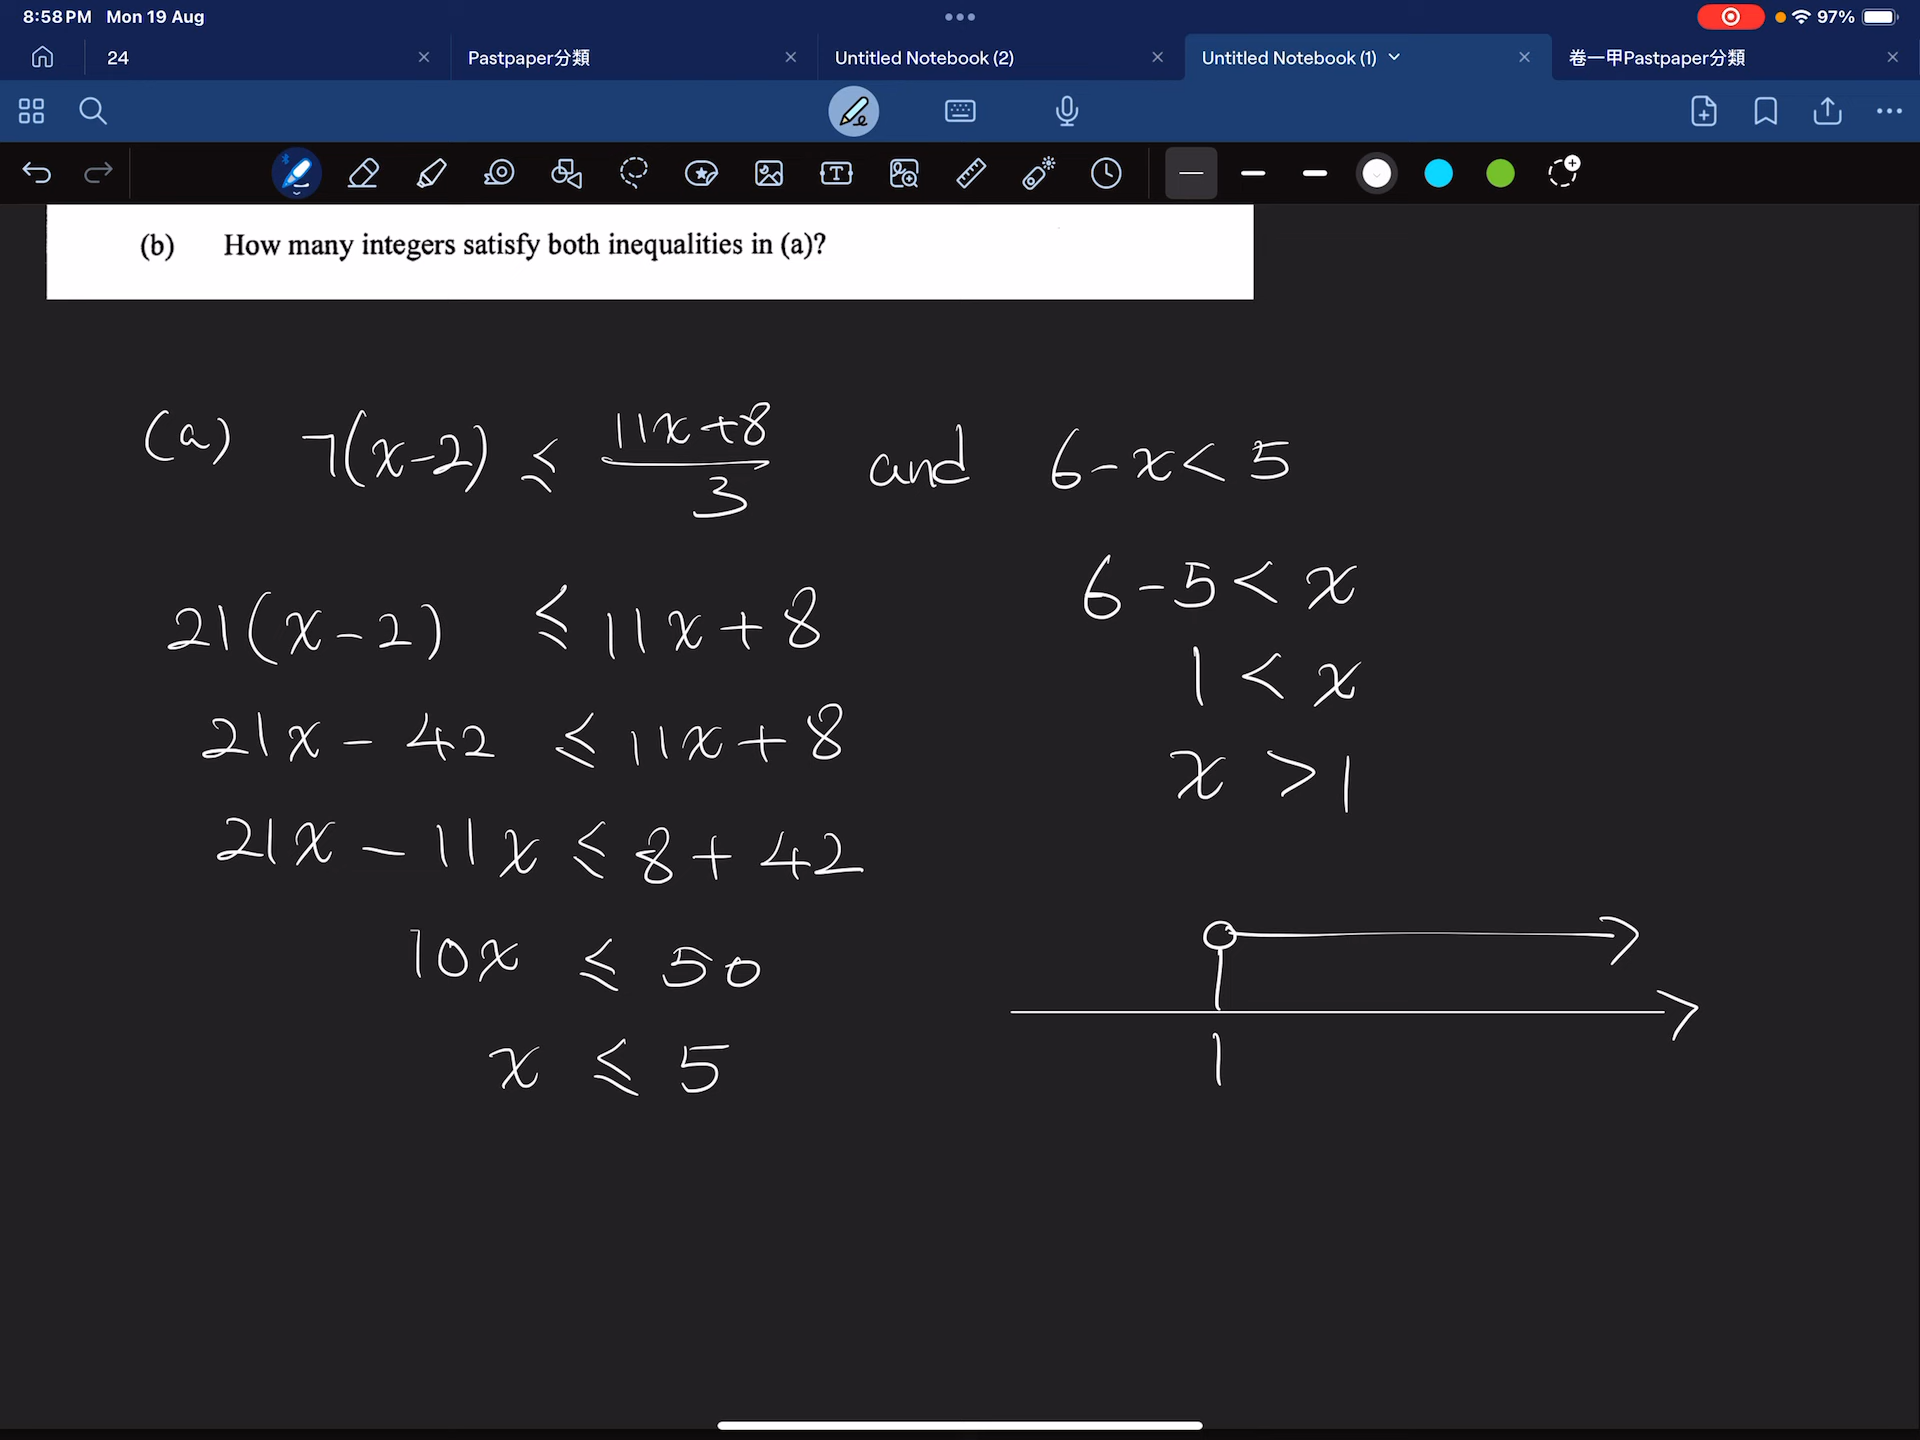 8:58 PM Mon 19 Aug 97%
24 Pastpaper分類 Untitled Notebook (2) Untitled Notebook (1) 卷一甲Pastpaper分類
(b) How many integers satisfy both inequalities in (a)?
(a) 7(x-2) ≤ (11x+8)/3 and 6-x<5
21(x-2) ≤ 11x+8
6-5<x
1<x
21x-42 ≤ 11x+8
x>1
21x-11x ≤ 8+42
10x ≤ 50
x ≤ 5
1